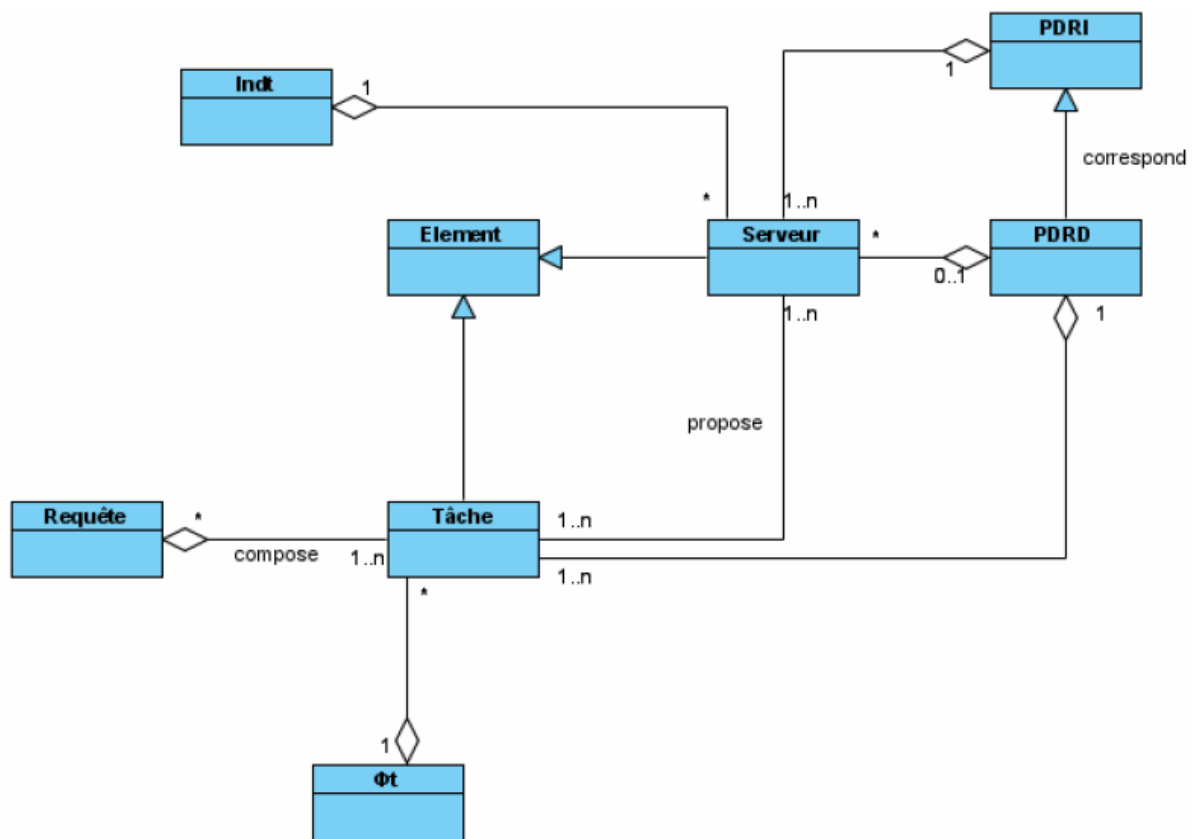 PDRI
Indt
1
1
correspond
*
1..n
Element
Serveur
*
PDRD
0..1
1..n
1
propose
Requête
*
compose
1..n
Tâche
1..n
1..n
*
1
Φt